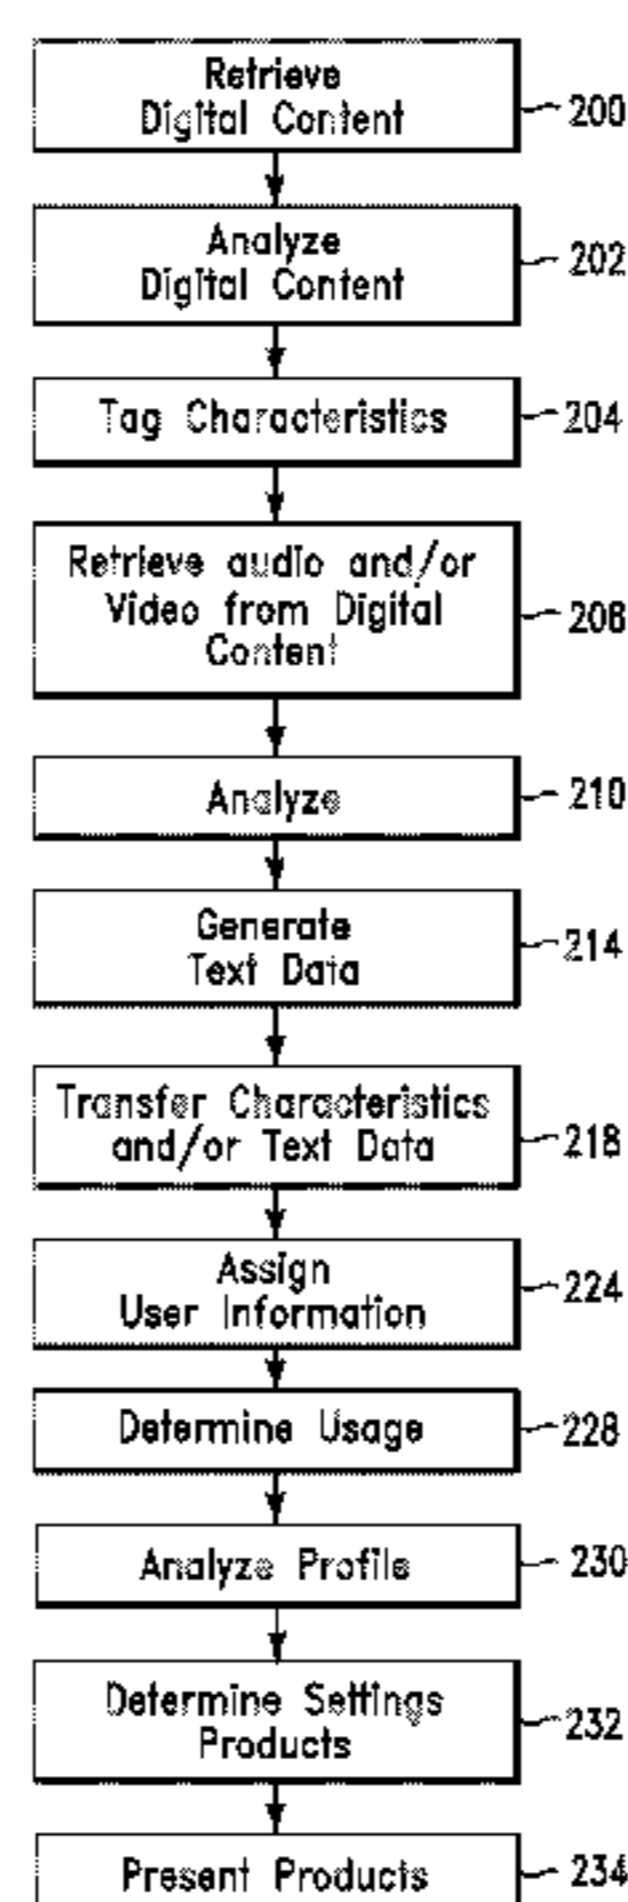 Retrieve
Digital Content
200
Analyze
Digital Content
202
Tag Characteristics
204
Retrieve audio and/or
Video from Digital
Content
206
Analyze
210
Generate
Text Data
214
Transfer Characteristics
and/or Text Data
218
Assign
User Information
224
Determine Usage
228
Analyze Profile
230
Determine Settings
Products
232
Present Products
234